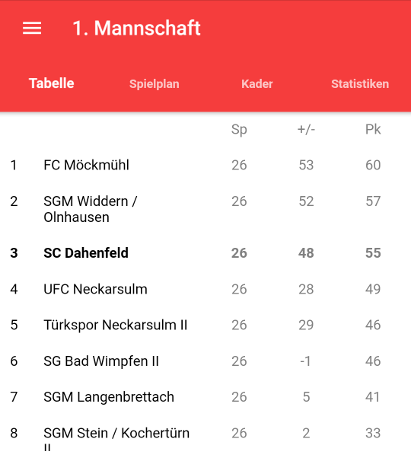 1. Mannschaft
Tabelle Spielplan Kader Statistiken
Sp +/- Pk
1 FC Möckmühl 26 53 60
2 SGM Widdern / 26 52 57
Olnhausen
3 SC Dahenfeld 26 48 55
4 UFC Neckarsulm 26 28 49
5 Türkspor Neckarsulm II 26 29 46
6 SG Bad Wimpfen II 26 -1 46
7 SGM Langenbrettach 26 5 41
8 SGM Stein / Kochertürn 26 2 33
II